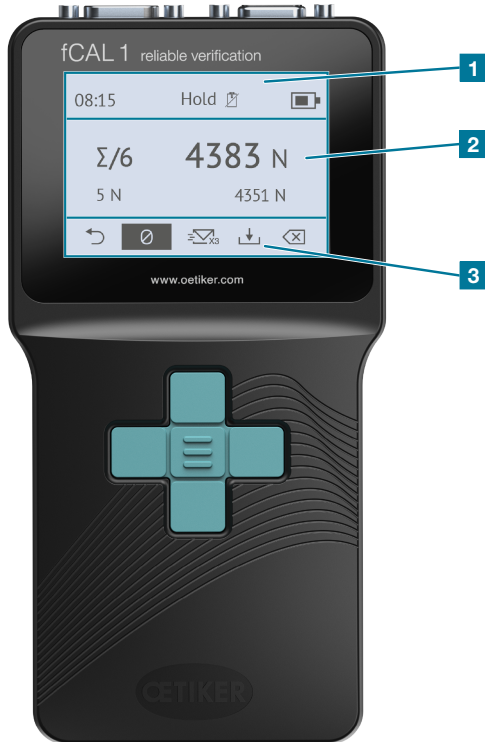 fCAL 1 reliable verification
08:15 Hold
Σ/6 4383 N
5 N 4351 N
0 X3
www.oetiker.com
OETIKER
1
2
3